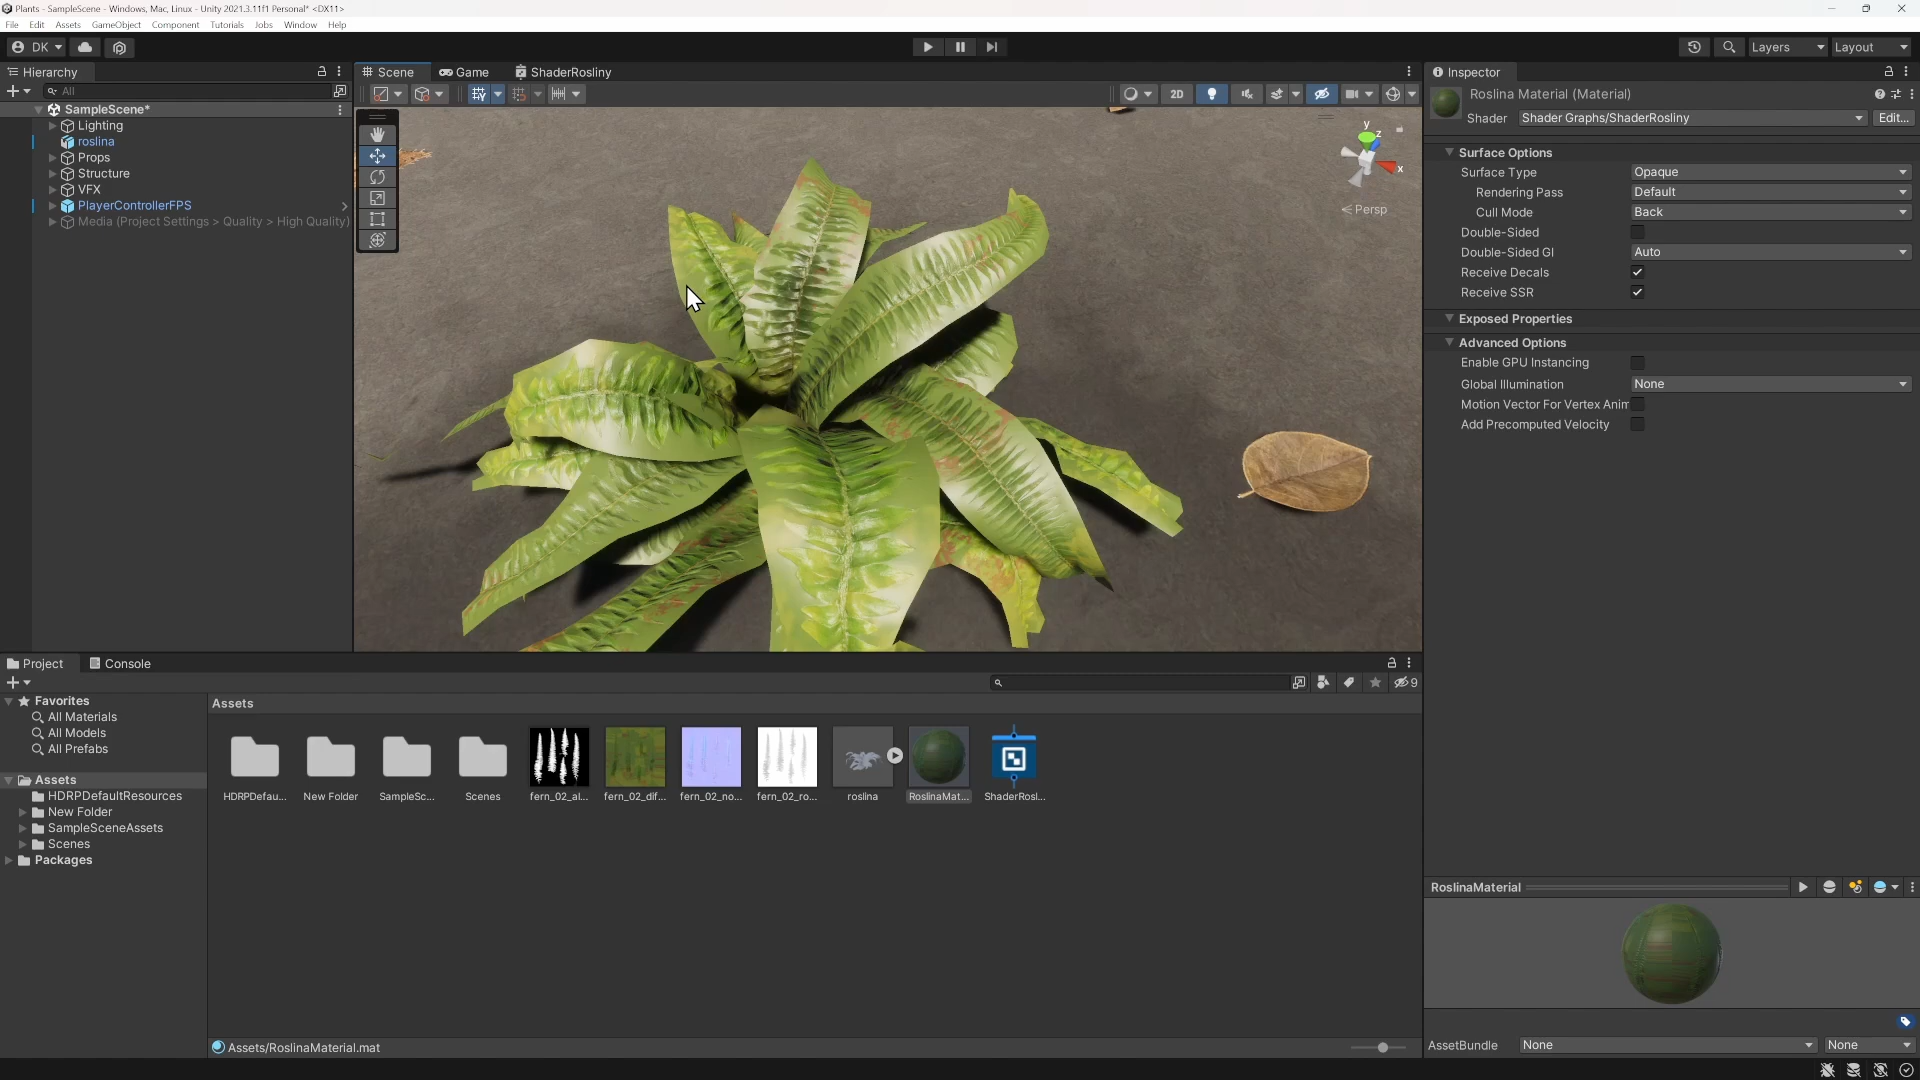 Plants - SampleScene - Windows, Mac, Linux - Unity 2021.3.11f1 Personal* <DX11>
File Edit Assets GameObject Component Tutorials Jobs Window Help
DK Layers Layout
Hierarchy
All
SampleScene*
Lighting
roslina
Props
Structure
VFX
PlayerControllerFPS
Media (Project Settings > Quality > High Quality)
Scene Game ShaderRosliny
2D
y
z
x
Persp
Inspector
Roslina Material (Material)
Shader Shader Graphs/ShaderRosliny Edit...
Surface Options
Surface Type Opaque
Rendering Pass Default
Cull Mode Back
Double-Sided
Double-Sided GI Auto
Receive Decals
Receive SSR
Exposed Properties
Advanced Options
Enable GPU Instancing
Global Illumination None
Motion Vector For Vertex Anim
Add Precomputed Velocity
Project Console
9
Favorites
All Materials
All Models
All Prefabs
Assets
HDRPDefaultResources
New Folder
SampleSceneAssets
Scenes
Packages
Assets
HDRPDefau... New Folder SampleSc... Scenes fern_02_al... fern_02_dif... fern_02_no... fern_02_ro... roslina RoslinaMat... ShaderRosl...
Assets/RoslinaMaterial.mat
RoslinaMaterial
AssetBundle None None